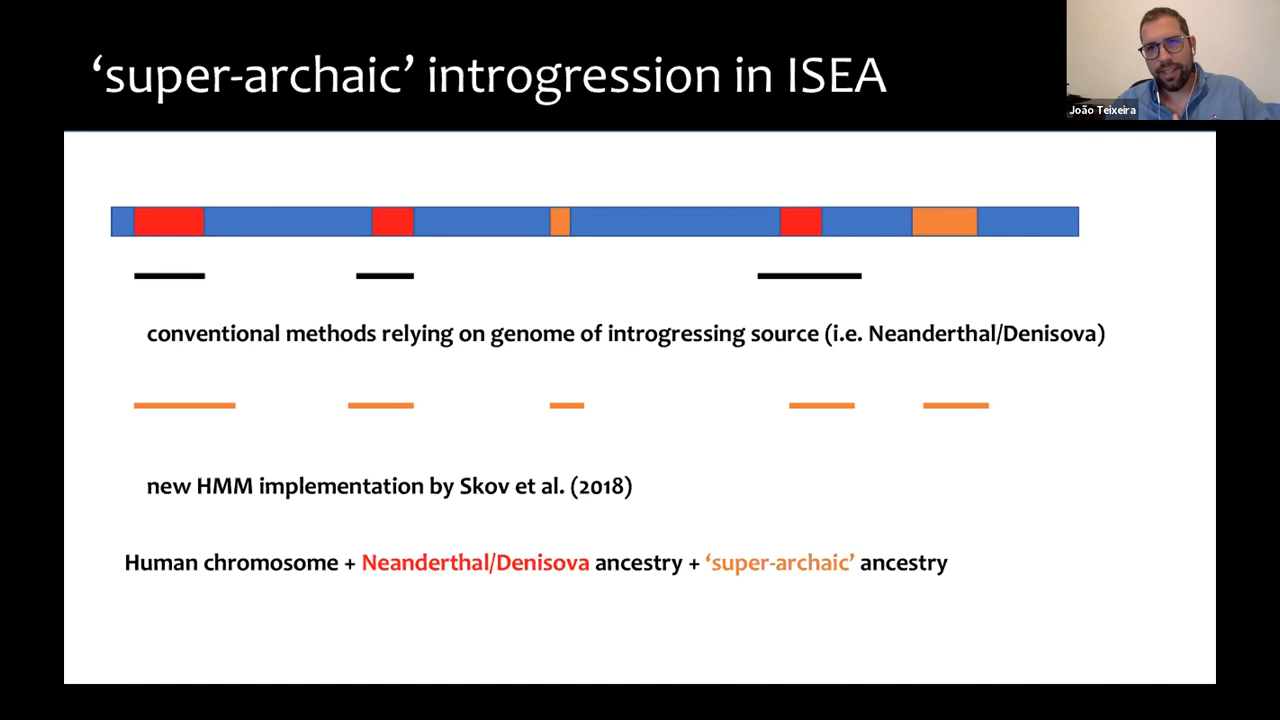 ‘super-archaic’ introgression in ISEA
João Teixeira
conventional methods relying on genome of introgressing source (i.e. Neanderthal/Denisova)
new HMM implementation by Skov et al. (2018)
Human chromosome + Neanderthal/Denisova ancestry + ‘super-archaic’ ancestry